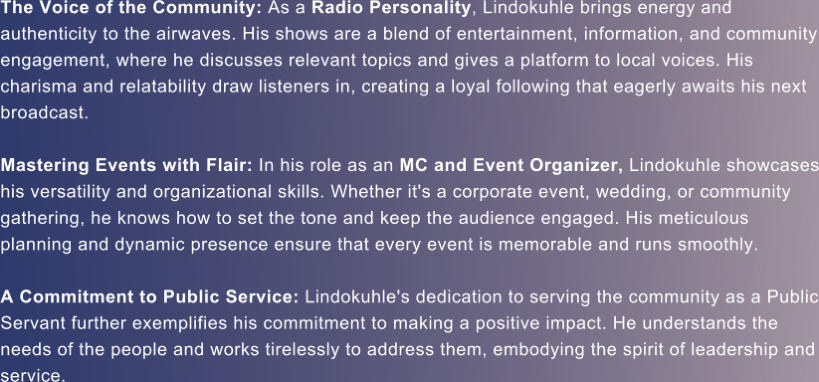 The Voice of the Community: As a Radio Personality, Lindokuhle brings energy and
authenticity to the airwaves. His shows are a blend of entertainment, information, and community
engagement, where he discusses relevant topics and gives a platform to local voices. His
charisma and relatability draw listeners in, creating a loyal following that eagerly awaits his next
broadcast.
Mastering Events with Flair: In his role as an MC and Event Organizer, Lindokuhle showcases
his versatility and organizational skills. Whether it's a corporate event, wedding, or community
gathering, he knows how to set the tone and keep the audience engaged. His meticulous
planning and dynamic presence ensure that every event is memorable and runs smoothly.
A Commitment to Public Service: Lindokuhle's dedication to serving the community as a Public
Servant further exemplifies his commitment to making a positive impact. He understands the
needs of the people and works tirelessly to address them, embodying the spirit of leadership and
service.